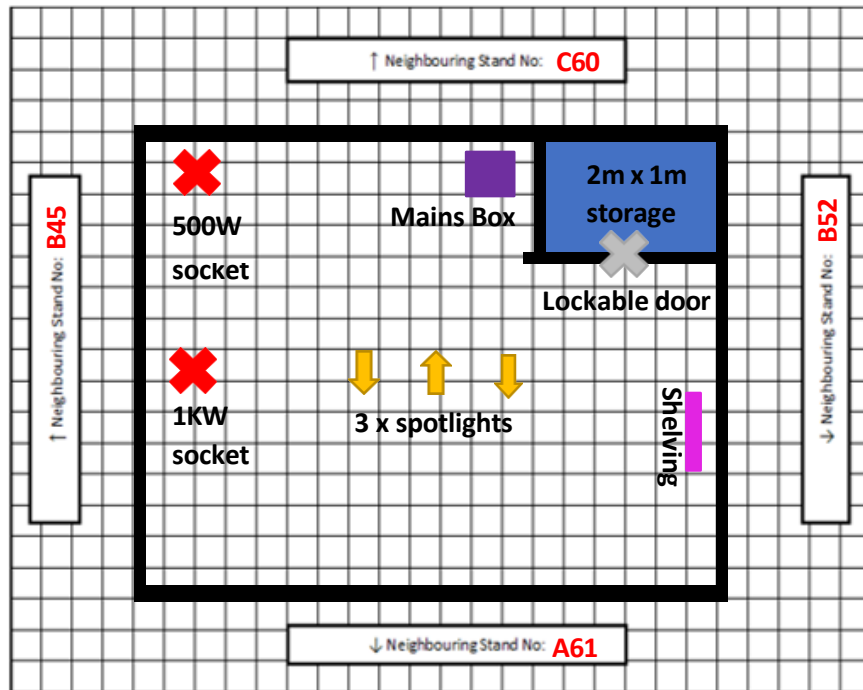 ↑ Neighbouring Stand No: C60
↑ Neighbouring Stand No: B45
500W
socket
Mains Box
2m x 1m
storage
Lockable door
↓ Neighbouring Stand No: B52
1KW
socket
3 x spotlights
Shelving
↓ Neighbouring Stand No: A61